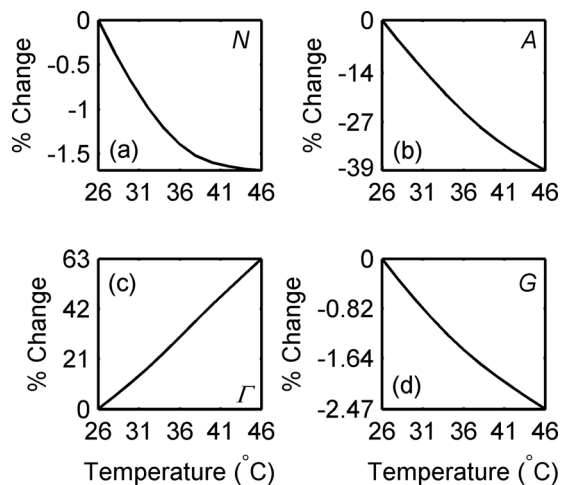 % Change
0
-0.5
-1
-1.5
N
(a)
26 31 36 41 46
% Change
0
-14
-27
-39
A
(b)
26 31 36 41 46
% Change
63
42
21
0
(c)
Γ
26 31 36 41 46
Temperature (°C)
% Change
0
-0.82
-1.64
-2.47
G
(d)
26 31 36 41 46
Temperature (°C)